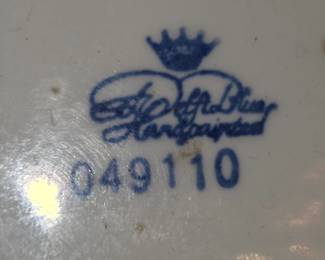 Delft Blue
Handpainted
049110